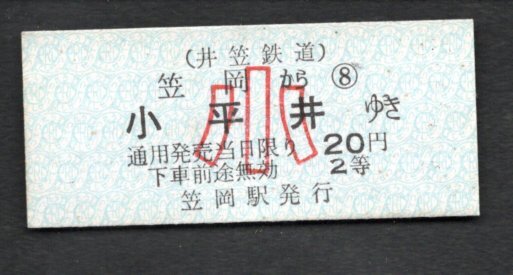 (井笠鉄道)
笠岡から ⑧
小平井ゆき
小
通用発売当日限り 20円
下車前途無効 2等
笠岡駅発行